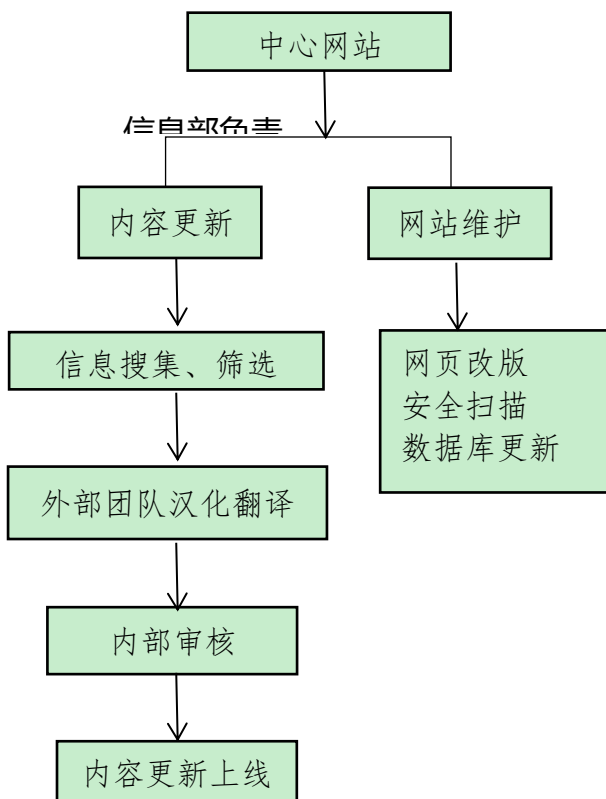 中心网站
信息部负责
内容更新
网站维护
信息搜集、筛选
网页改版
安全扫描
数据库更新
外部团队汉化翻译
内部审核
内容更新上线